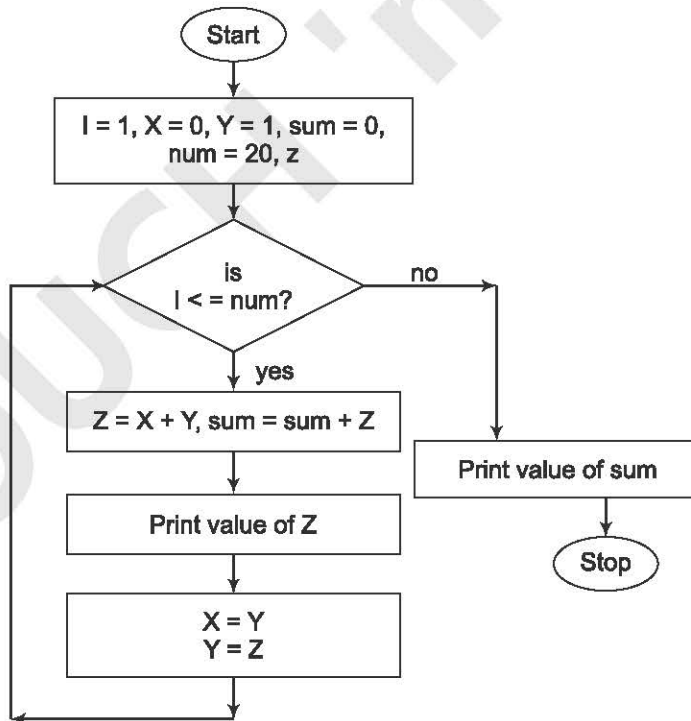 Start
I = 1, X = 0, Y = 1, sum = 0,
num = 20, z
is
I < = num?
no
yes
Z = X + Y, sum = sum + Z
Print value of sum
Print value of Z
Stop
X = Y
Y = Z